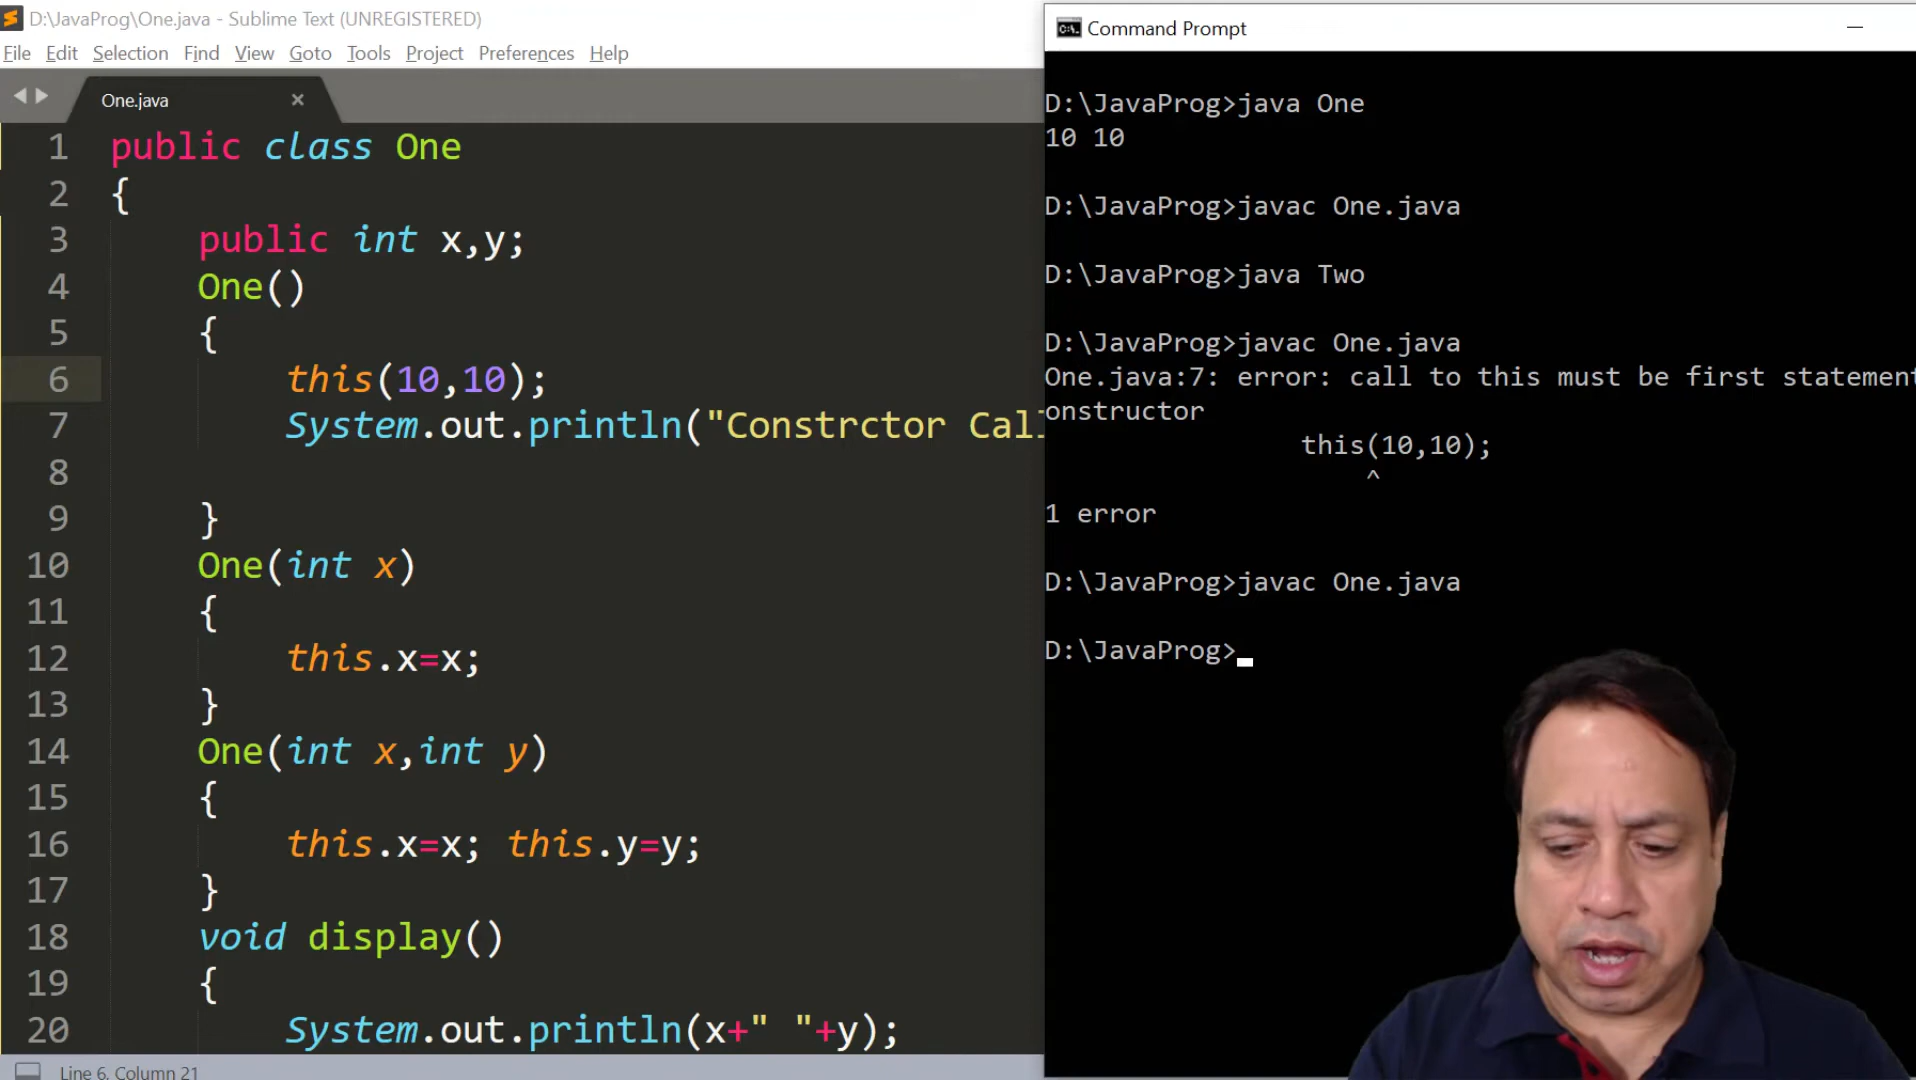 D:\JavaProg\One.java - Sublime Text (UNREGISTERED)
File Edit Selection Find View Goto Tools Project Preferences Help
One.java
1 public class One
2 {
3 public int x,y;
4 One()
5 {
6 this(10,10);
7 System.out.println("Constrctor Cal
8
9 }
10 One(int x)
11 {
12 this.x=x;
13 }
14 One(int x,int y)
15 {
16 this.x=x; this.y=y;
17 }
18 void display()
19 {
20 System.out.println(x+" "+y);
Line 6, Column 21
Command Prompt
D:\JavaProg>java One
10 10
D:\JavaProg>javac One.java
D:\JavaProg>java Two
D:\JavaProg>javac One.java
One.java:7: error: call to this must be first statement
onstructor
this(10,10);
^
1 error
D:\JavaProg>javac One.java
D:\JavaProg>